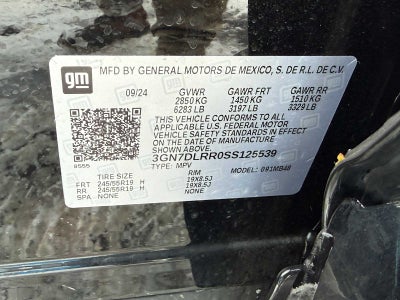 gm
MFD BY GENERAL MOTORS DE MEXICO, S. DE R.L. DE C.V.
09/24 GVWR GAWR FRT GAWR RR
2850 KG 1450 KG 1510 KG
6283 LB 3197 LB 3329 LB
THIS VEHICLE CONFORMS TO ALL
APPLICABLE U.S. FEDERAL MOTOR
VEHICLE SAFETY STANDARDS IN EFFECT
ON THE DATE OF MANUFACTURE SHOWN ABOVE.
3GN7DLRR0SS125539
TYPE: MPV MODEL: 091MB48
TIRE SIZE RIM
FRT 245/55R19 H 19X8.5J
RR 245/55R19 H 19X8.5J
SPA NONE NONE